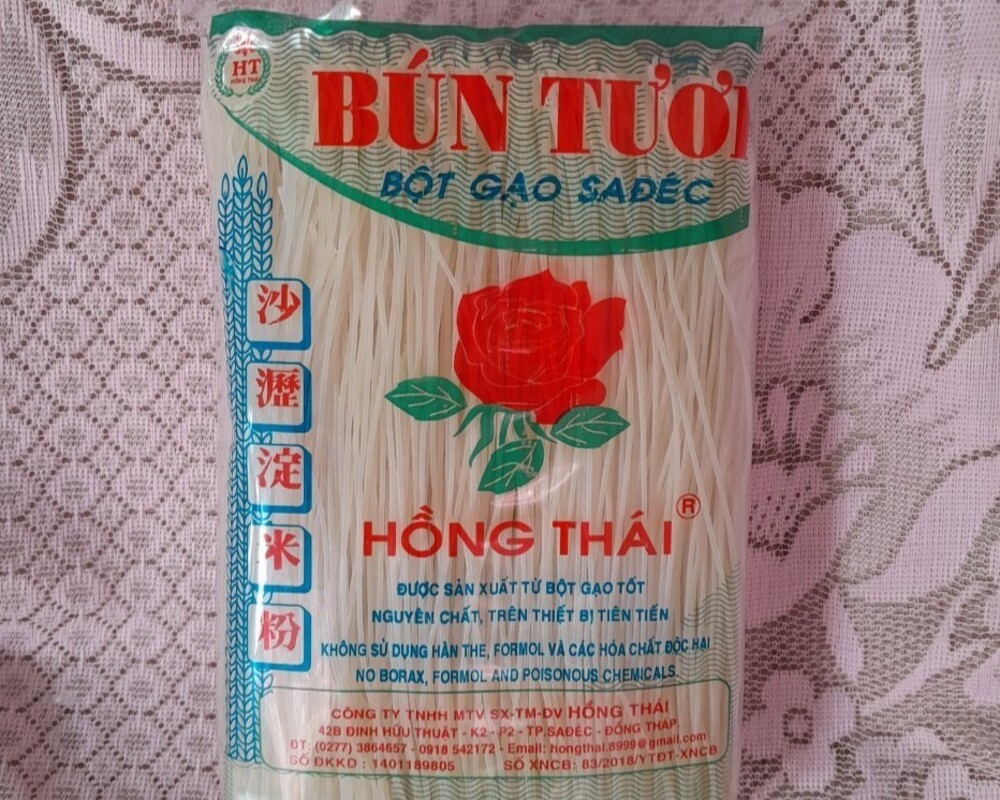 HT
HỒNG THÁI
BÚN TƯƠI
BỘT GẠO SAĐÉC
沙
瀝
淀
米
粉
HỒNG THÁI ®
ĐƯỢC SẢN XUẤT TỪ BỘT GẠO TỐT
NGUYÊN CHẤT, TRÊN THIẾT BỊ TIÊN TIẾN
KHÔNG SỬ DỤNG HÀN THE, FORMOL VÀ CÁC HÓA CHẤT ĐỘC HẠI
NO BORAX, FORMOL AND POISONOUS CHEMICALS
CÔNG TY TNHH MTV SX-TM-DV HỒNG THÁI
42B ĐINH HỮU THUẬT - K2 - P2 - TP.SAĐÉC - ĐỒNG THÁP
ĐT: (0277) 3864657 - 0918 542172 - Email: hongthai.6999@gmail.com
SỐ ĐKKD : 1401189805 SỐ XNCB: 83/2018/YTĐT-XNCB